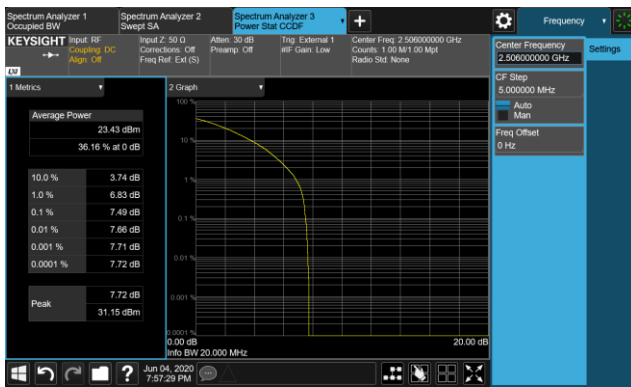 Spectrum Analyzer 1
Occupied BW
Spectrum Analyzer 2
Swept SA
Spectrum Analyzer 3
Power Stat CCDF
Frequency
KEYSIGHT
Input: RF
Coupling: DC
Align: Off
Input Z: 50 Ω
Corrections: Off
Freq Ref: Ext (S)
Atten: 30 dB
Preamp: Off
Trig: External 1
#IF Gain: Low
Center Freq: 2.506000000 GHz
Counts: 1.00 M/1.00 Mpt
Radio Std: None
LXI
Center Frequency
2.506000000 GHz
Settings
CF Step
5.000000 MHz
Auto
Man
Freq Offset
0 Hz
1 Metrics
Average Power
23.43 dBm
36.16 % at 0 dB
10.0 % 3.74 dB
1.0 % 6.83 dB
0.1 % 7.49 dB
0.01 % 7.66 dB
0.001 % 7.71 dB
0.0001 % 7.72 dB
Peak
7.72 dB
31.15 dBm
2 Graph
100 %
10 %
1 %
0.1 %
0.01 %
0.001 %
0.0001 %
0.00 dB
20.00 dB
Info BW 20.000 MHz
Jun 04, 2020
7:57:29 PM